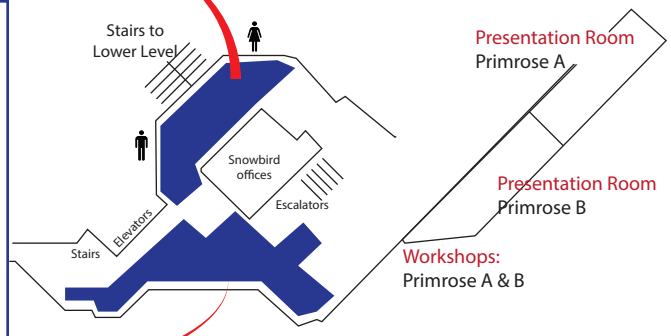 Stairs to
Lower Level
Presentation Room
Primrose A
Snowbird
offices
Escalators
Presentation Room
Primrose B
Elevators
Stairs
Workshops:
Primrose A & B